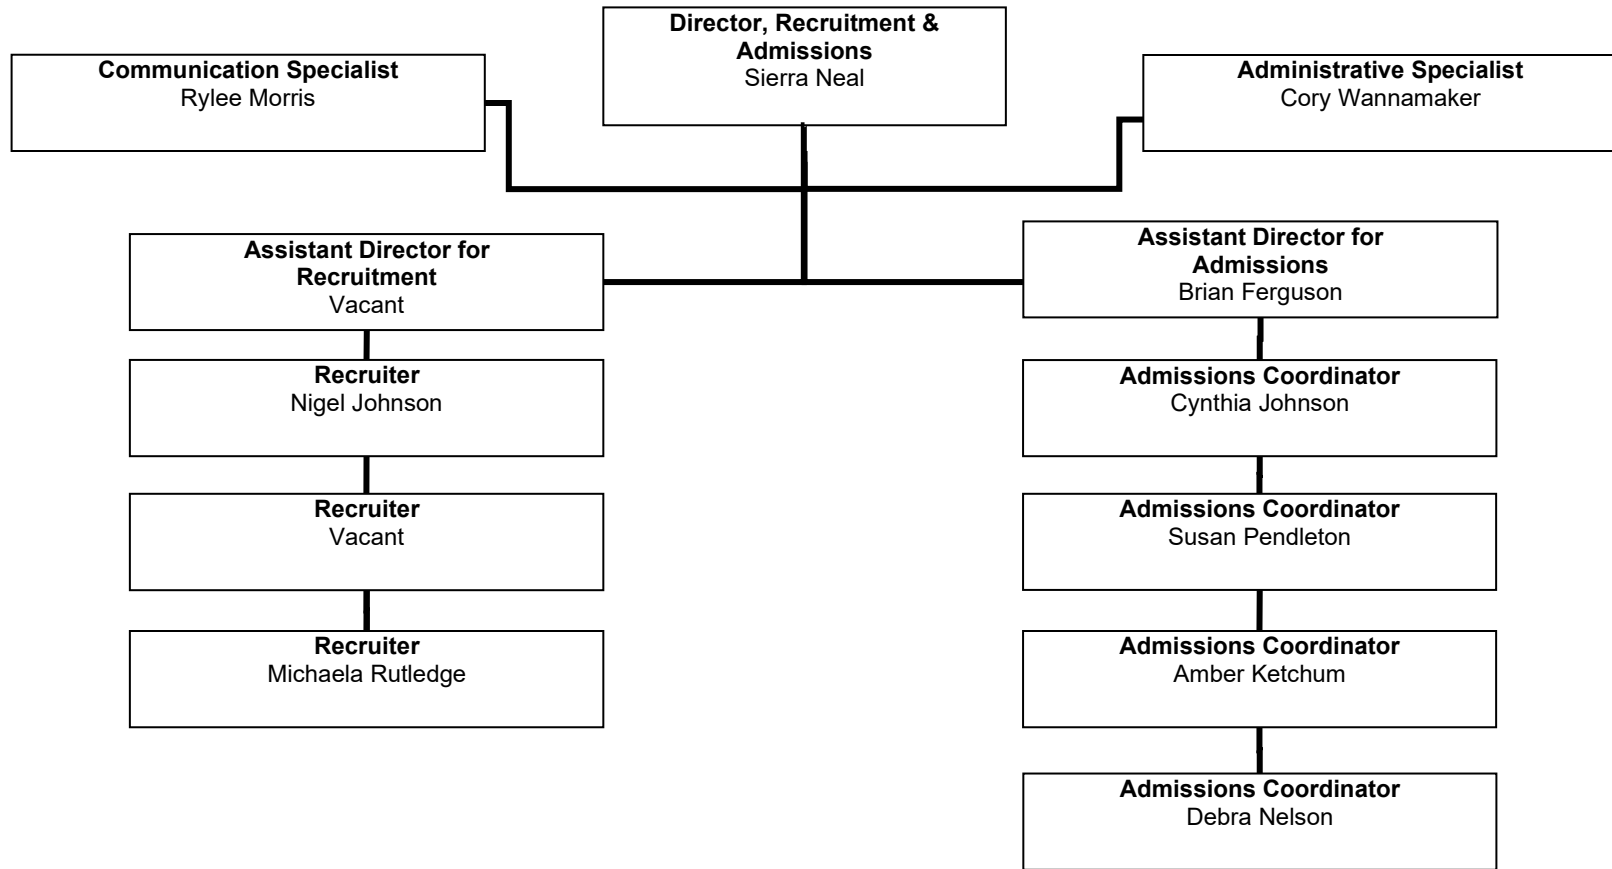 Director, Recruitment &
Admissions
Sierra Neal
Communication Specialist
Rylee Morris
Administrative Specialist
Cory Wannamaker
Assistant Director for
Recruitment
Vacant
Assistant Director for
Admissions
Brian Ferguson
Recruiter
Nigel Johnson
Recruiter
Vacant
Recruiter
Michaela Rutledge
Admissions Coordinator
Cynthia Johnson
Admissions Coordinator
Susan Pendleton
Admissions Coordinator
Amber Ketchum
Admissions Coordinator
Debra Nelson